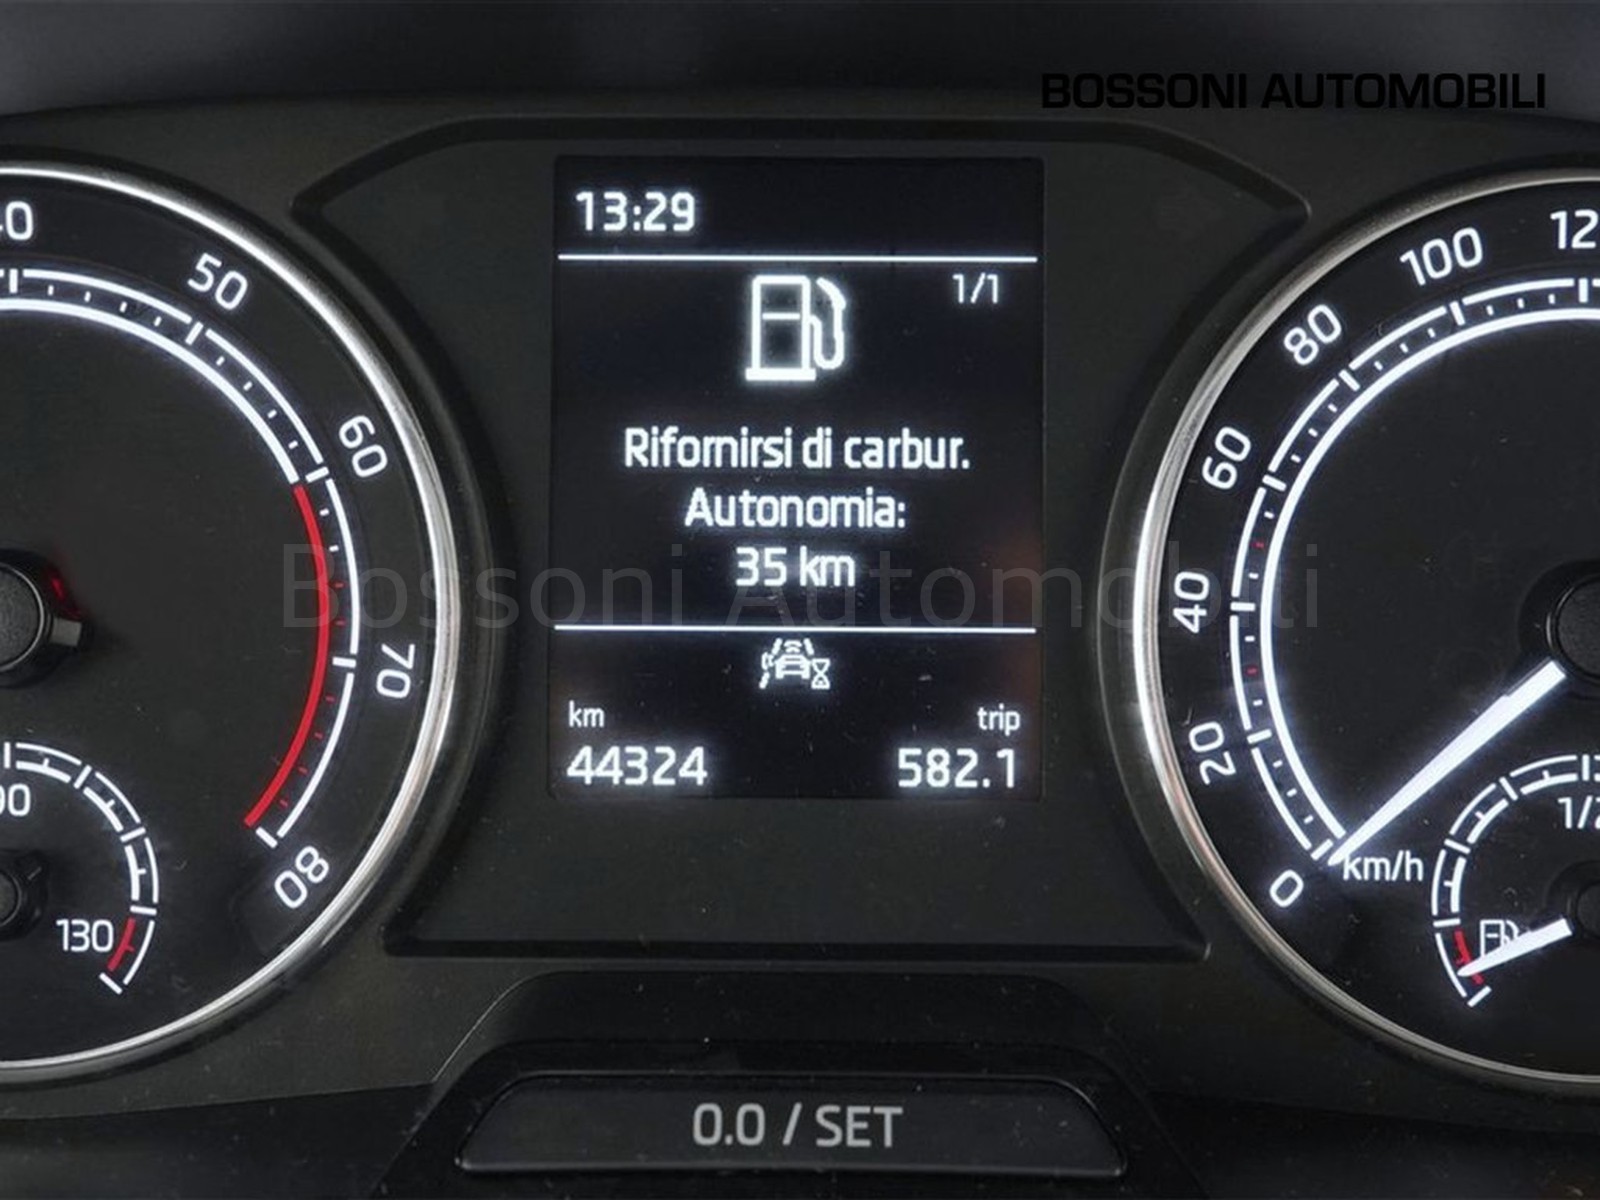 BOSSONI AUTOMOBILI
13:29
1/1
Rifornirsi di carbur.
Autonomia:
35 km
Bossoni Automobili
km
trip
44324
582.1
50
60
70
80
130
0
20
40
60
80
100
km/h
0.0 / SET